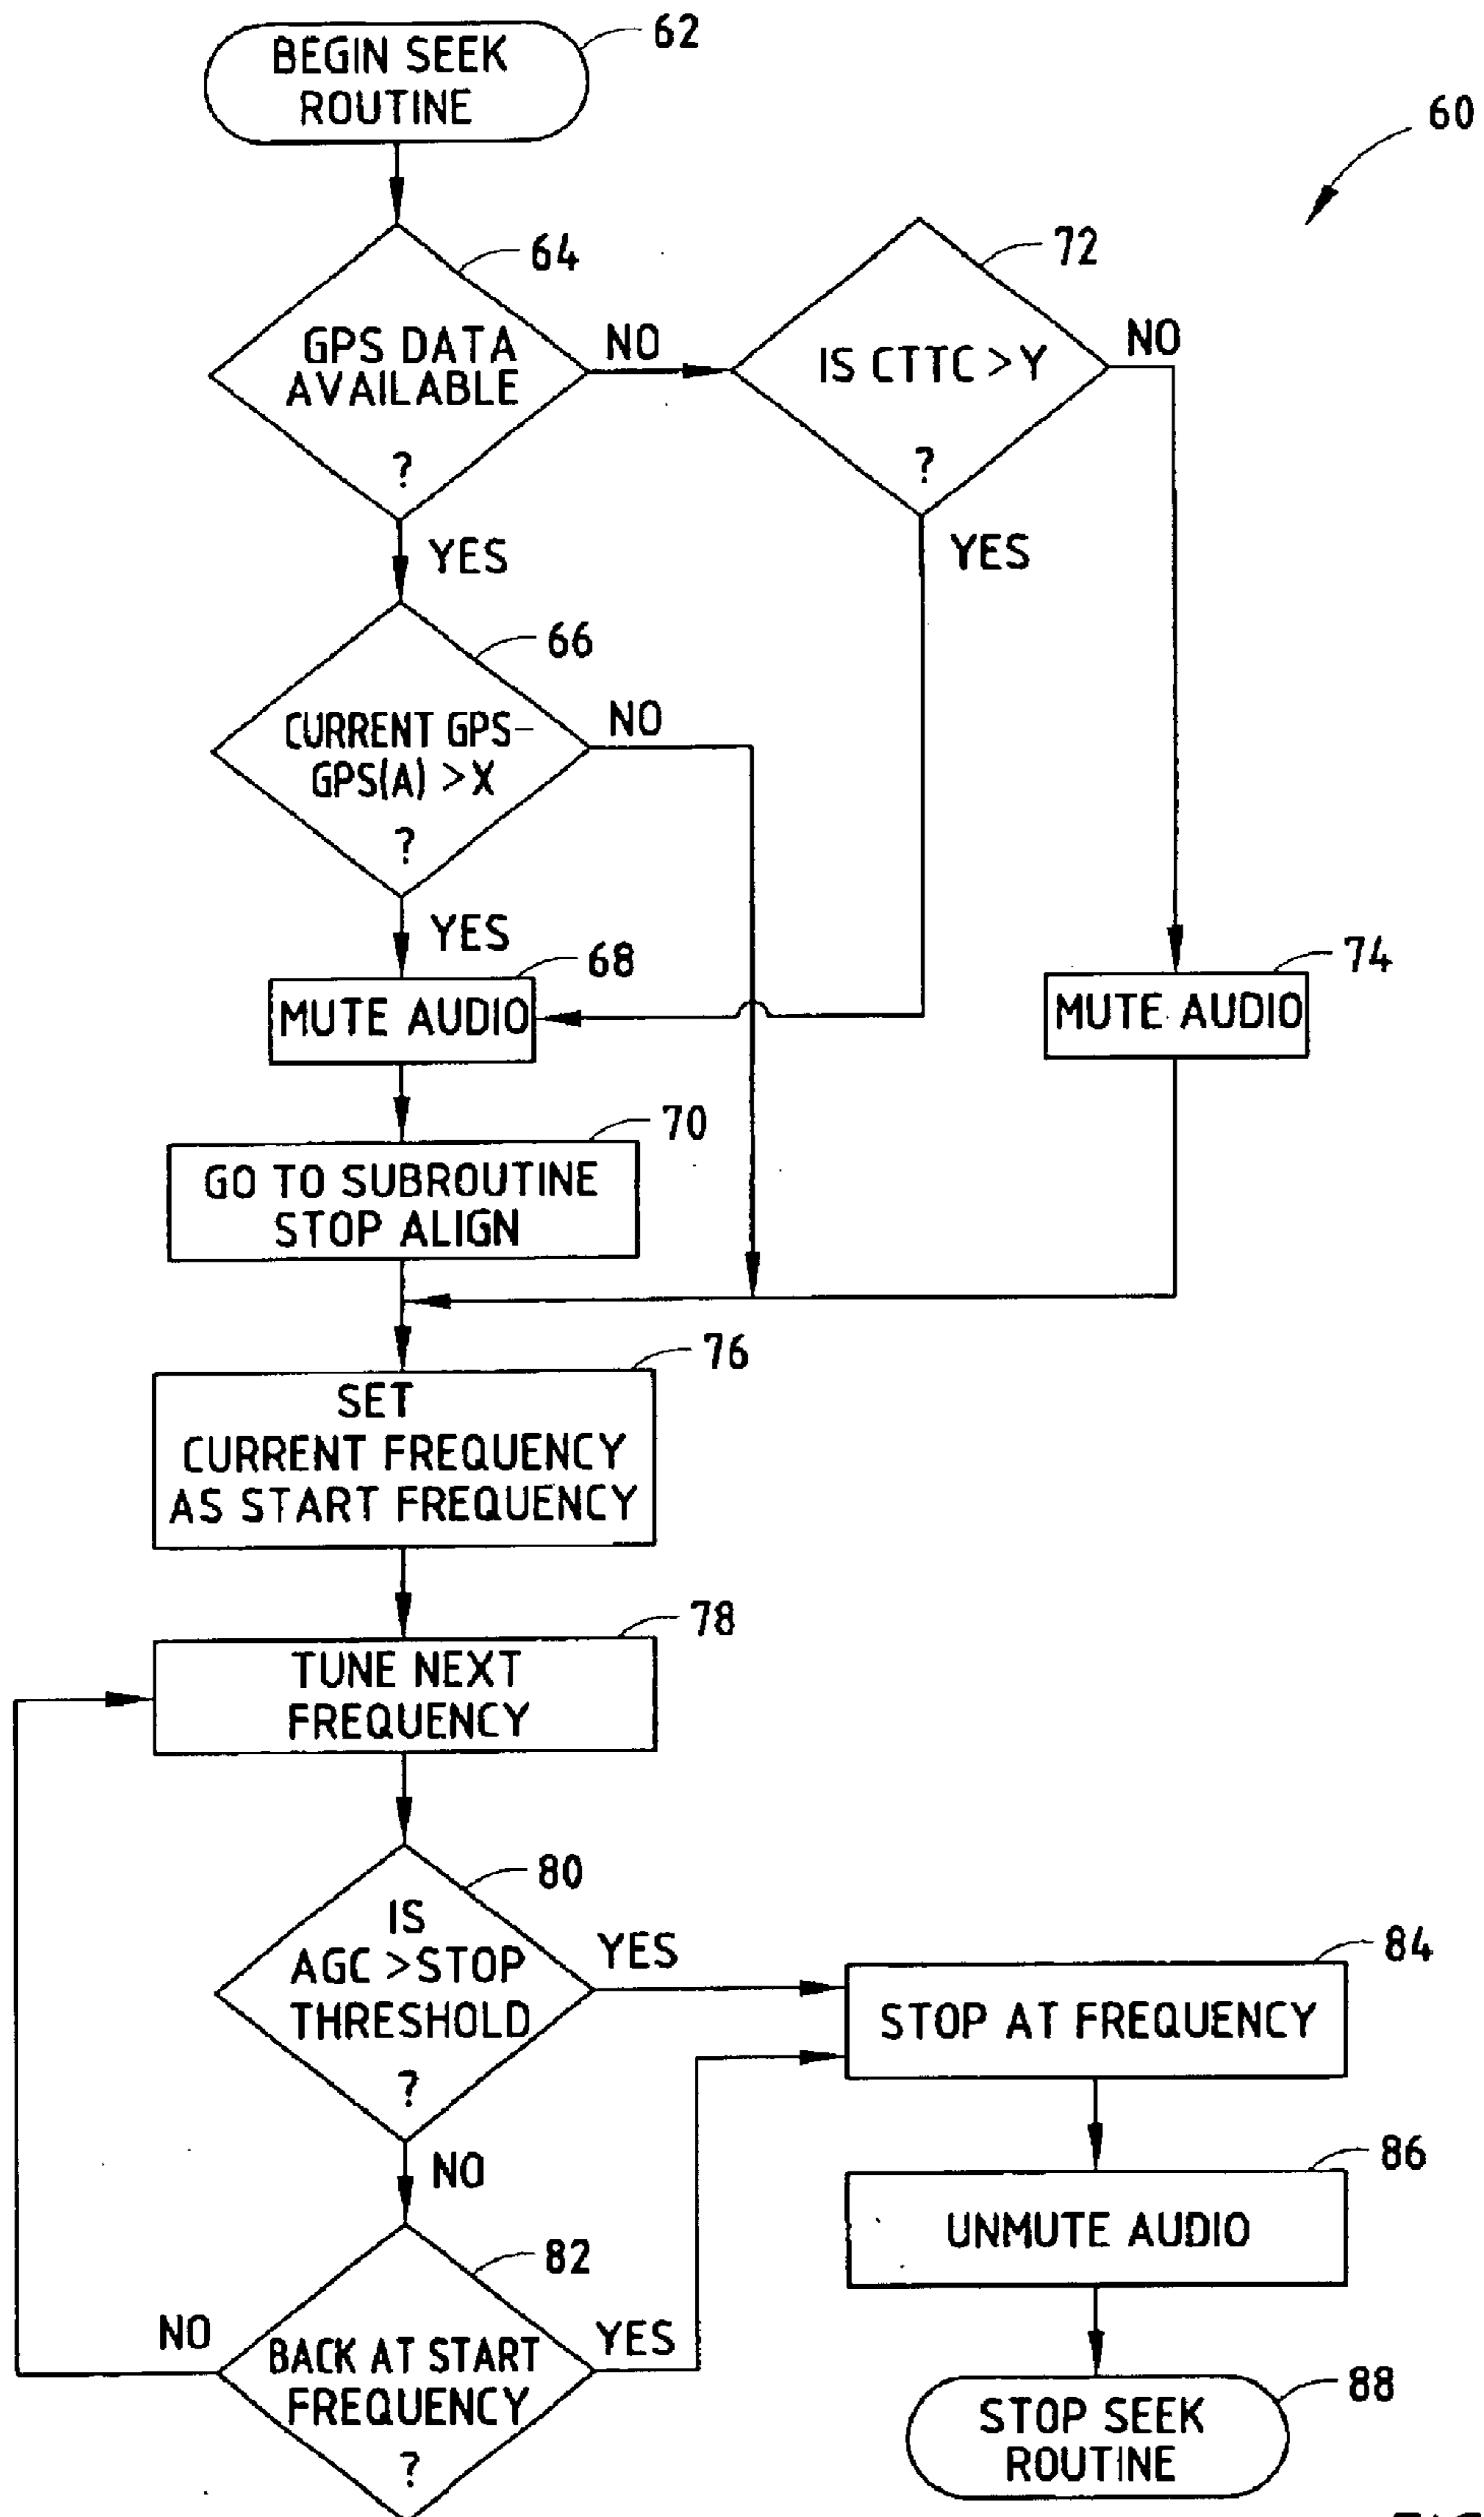 BEGIN SEEK
ROUTINE
62
60
64
GPS DATA
AVAILABLE
?
NO
72
IS CTTC > Y
?
NO
YES
YES
66
CURRENT GPS-
GPS(A) > X
?
NO
YES
68
MUTE AUDIO
74
MUTE AUDIO
70
GO TO SUBROUTINE
STOP ALIGN
76
SET
CURRENT FREQUENCY
AS START FREQUENCY
78
TUNE NEXT
FREQUENCY
80
IS
AGC > STOP
THRESHOLD
?
YES
84
STOP AT FREQUENCY
NO
86
UNMUTE AUDIO
82
BACK AT START
FREQUENCY
?
NO
YES
88
STOP SEEK
ROUTINE